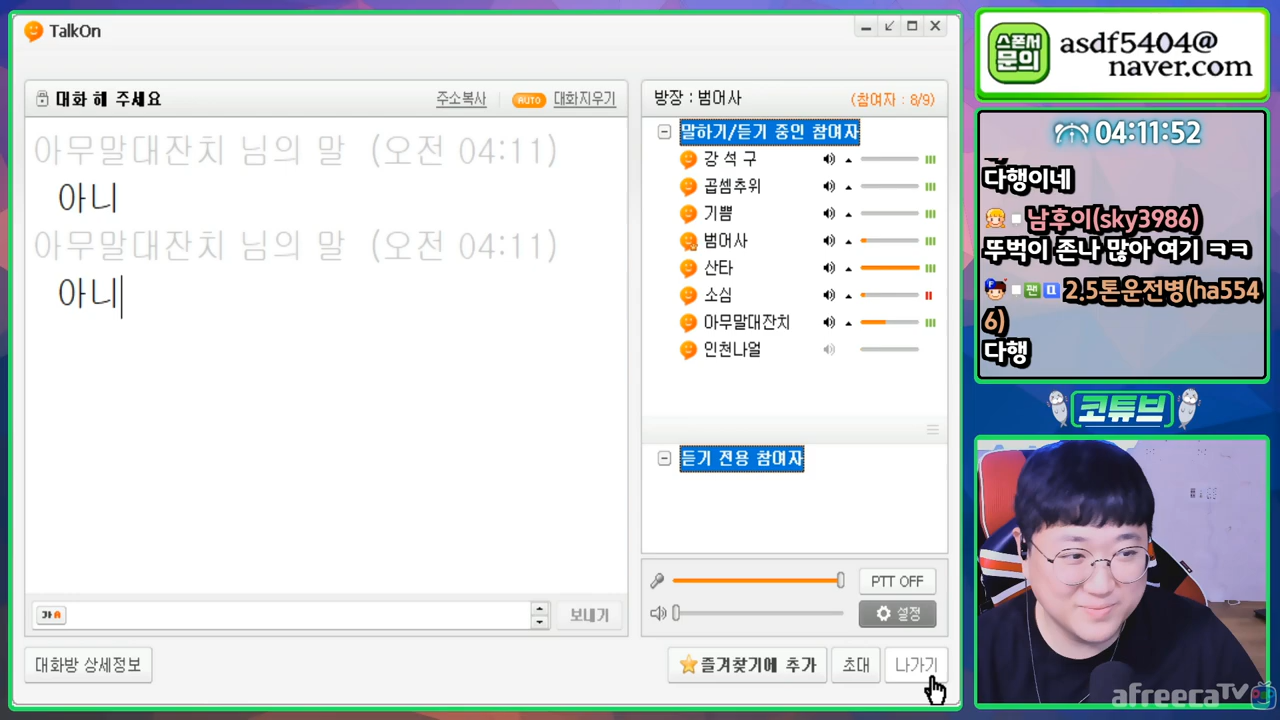 TalkOn
대화 해 주세요
주소복사
AUTO
대화지우기
아무말대잔치 님의 말 (오전 04:11)
아니
아무말대잔치 님의 말 (오전 04:11)
아니
가
보내기
대화방 상세정보
방장 : 범어사
(참여자 : 8/9)
말하기/듣기 중인 참여자
강 석 구
곱셈추위
기쁨
범어사
산타
소심
아무말대잔치
인천나얼
듣기 전용 참여자
PTT OFF
설정
즐겨찾기에 추가
초대
나가기
스폰서
문의
asdf5404@
naver.com
04:11:52
다행이네
남후이(sky3986)
뚜벅이 존나 많아 여기 ㅋㅋ
팬
2.5톤운전병(ha554
6)
다행
코튜브
afreecaTV